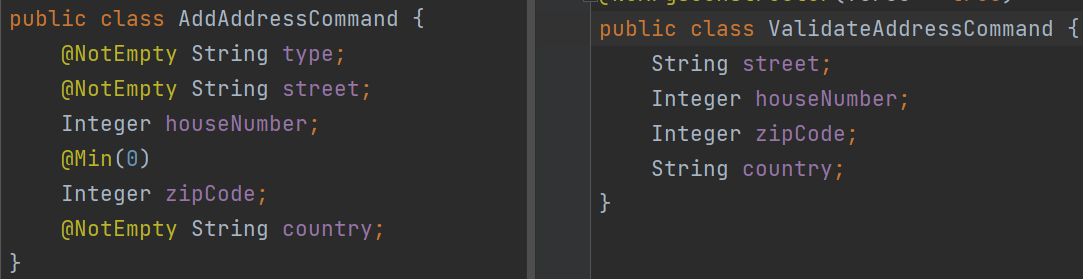 public class AddAddressCommand {
@NotEmpty String type;
@NotEmpty String street;
Integer houseNumber;
@Min(0)
Integer zipCode;
@NotEmpty String country;
}
public class ValidateAddressCommand {
String street;
Integer houseNumber;
Integer zipCode;
String country;
}